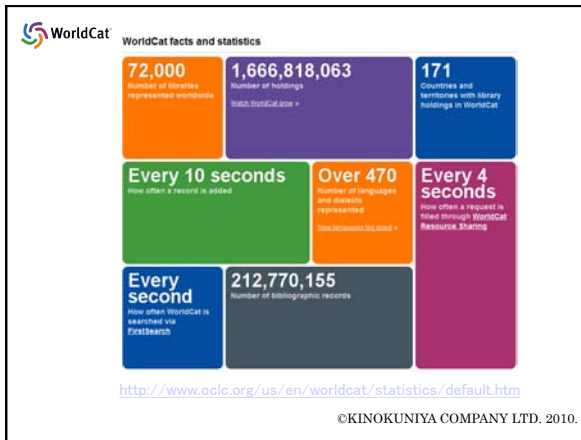 WorldCat
WorldCat facts and statistics
72,000
Number of libraries
represented worldwide
1,666,818,063
Number of holdings
Watch WorldCat grow »
171
Countries and
territories with library
holdings in WorldCat
Every 10 seconds
How often a record is added
Over 470
Number of languages
and dialects
represented
View languages tag cloud »
Every 4
seconds
How often a request is
filled through WorldCat
Resource Sharing
Every
second
How often WorldCat is
searched via
FirstSearch
212,770,155
Number of bibliographic records
http://www.oclc.org/us/en/worldcat/statistics/default.htm
©KINOKUNIYA COMPANY LTD. 2010.